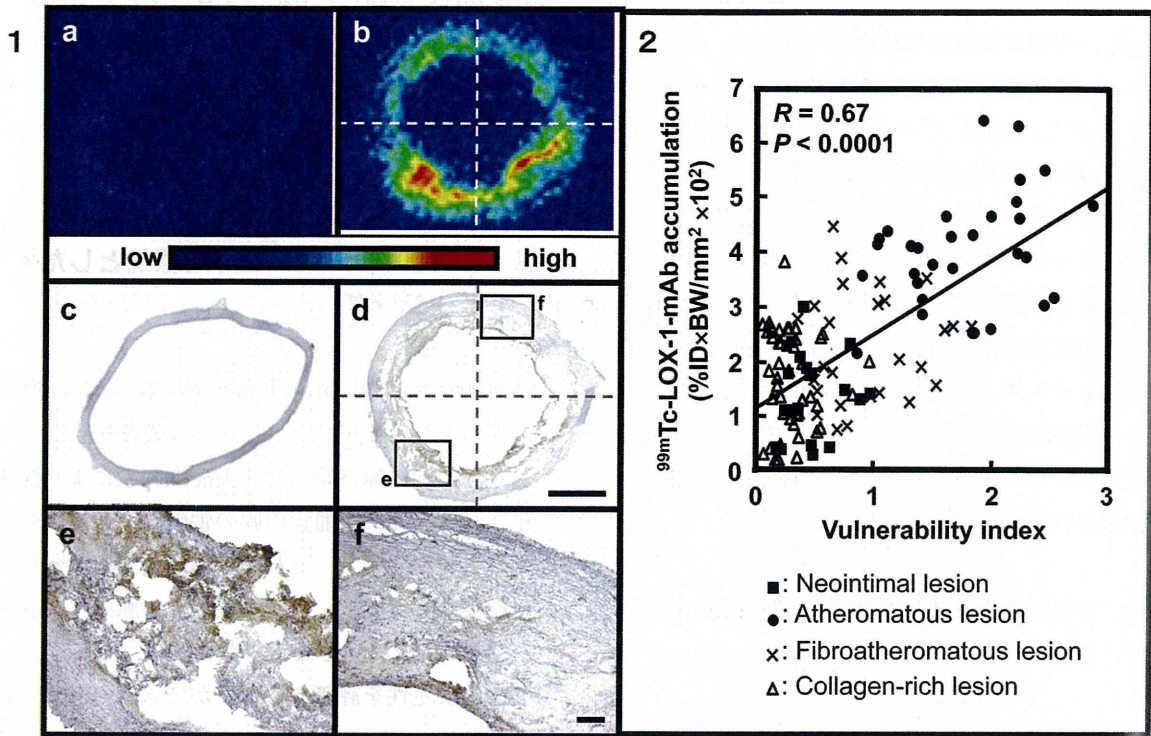 1
a
b
low
high
c
d
f
e
e
f
2
R = 0.67
P < 0.0001
⁹⁹ᵐTc-LOX-1-mAb accumulation
(%ID×BW/mm² ×10²)
7
6
5
4
3
2
1
0
0 1 2 3
Vulnerability index
■: Neointimal lesion
●: Atheromatous lesion
×: Fibroatheromatous lesion
△: Collagen-rich lesion